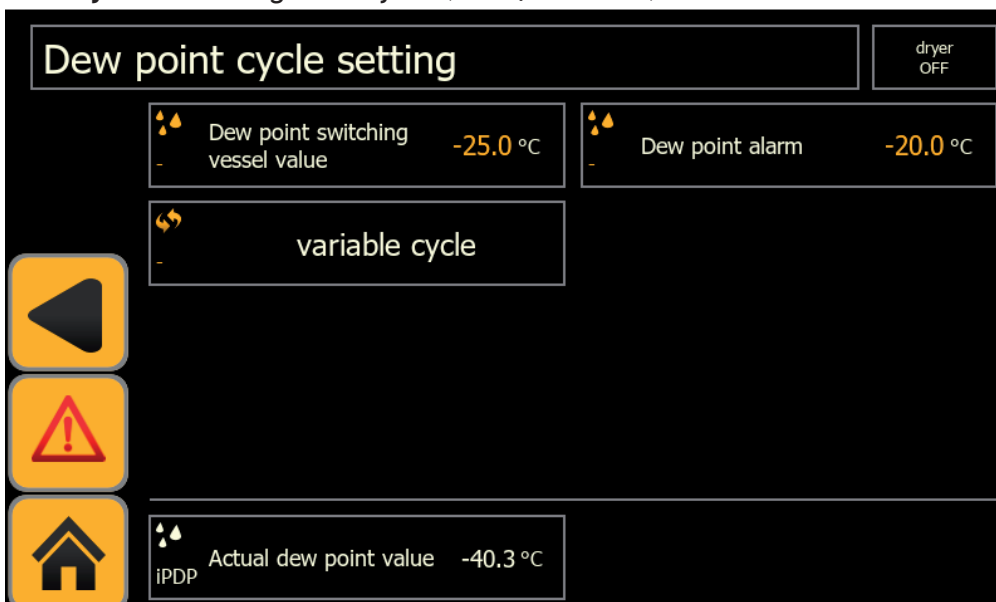 Dew point cycle setting
dryer
OFF
Dew point switching
vessel value
-25.0 °C
-
Dew point alarm
-20.0 °C
-
variable cycle
-
Actual dew point value
-40.3 °C
iPDP